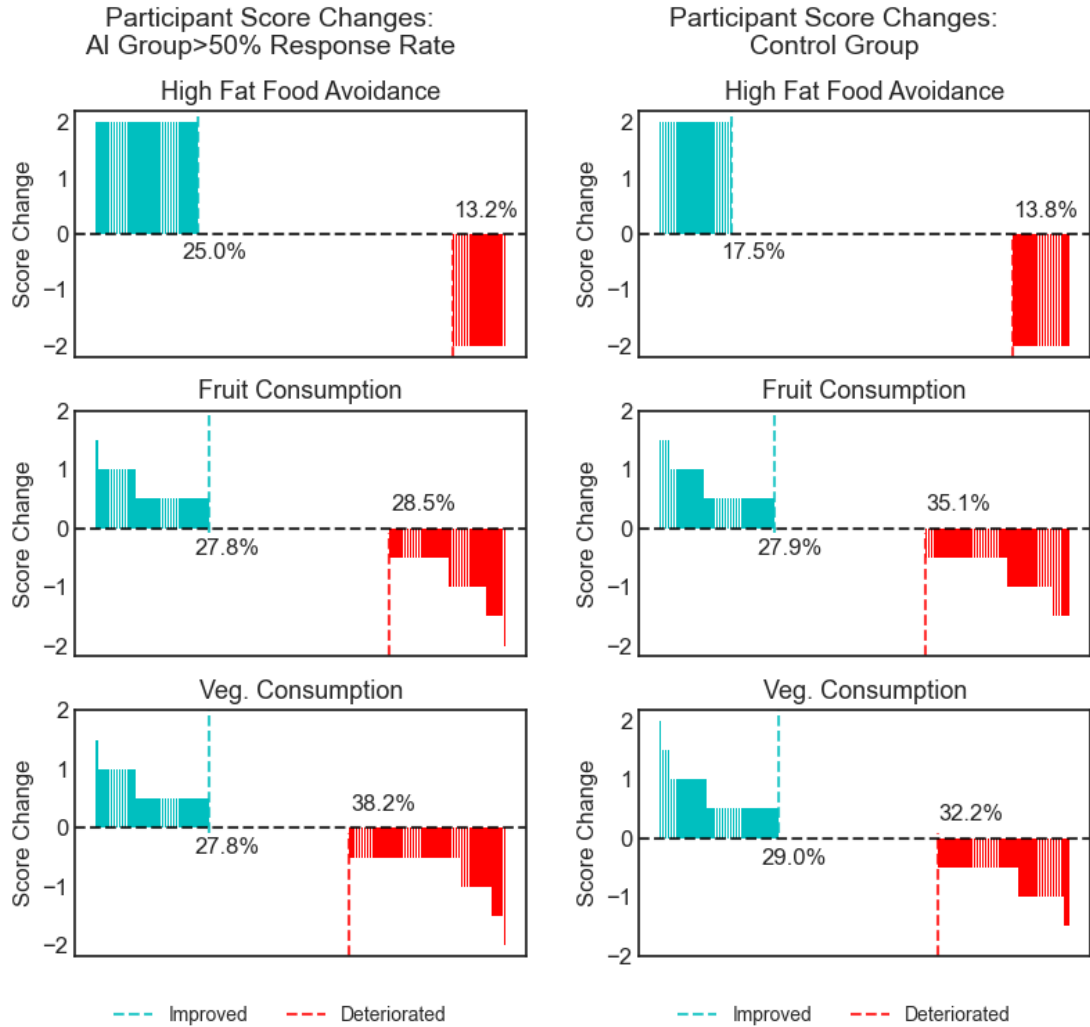 Participant Score Changes:
AI Group>50% Response Rate
High Fat Food Avoidance
Score Change
2
1
0
−1
−2
25.0%
13.2%
Fruit Consumption
Score Change
2
1
0
−1
−2
27.8%
28.5%
Veg. Consumption
Score Change
2
1
0
−1
−2
27.8%
38.2%
Improved
Deteriorated
Participant Score Changes:
Control Group
High Fat Food Avoidance
Score Change
2
1
0
−1
−2
17.5%
13.8%
Fruit Consumption
Score Change
2
1
0
−1
−2
27.9%
35.1%
Veg. Consumption
Score Change
2
1
0
−1
−2
29.0%
32.2%
Improved
Deteriorated